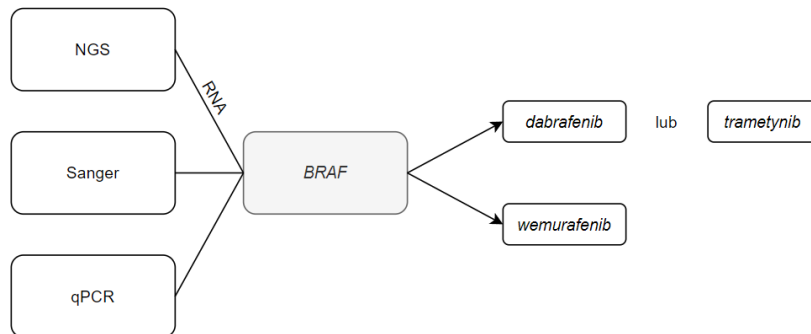 NGS
RNA
Sanger
qPCR
BRAF
dabrafenib lub trametynib
wemurafenib